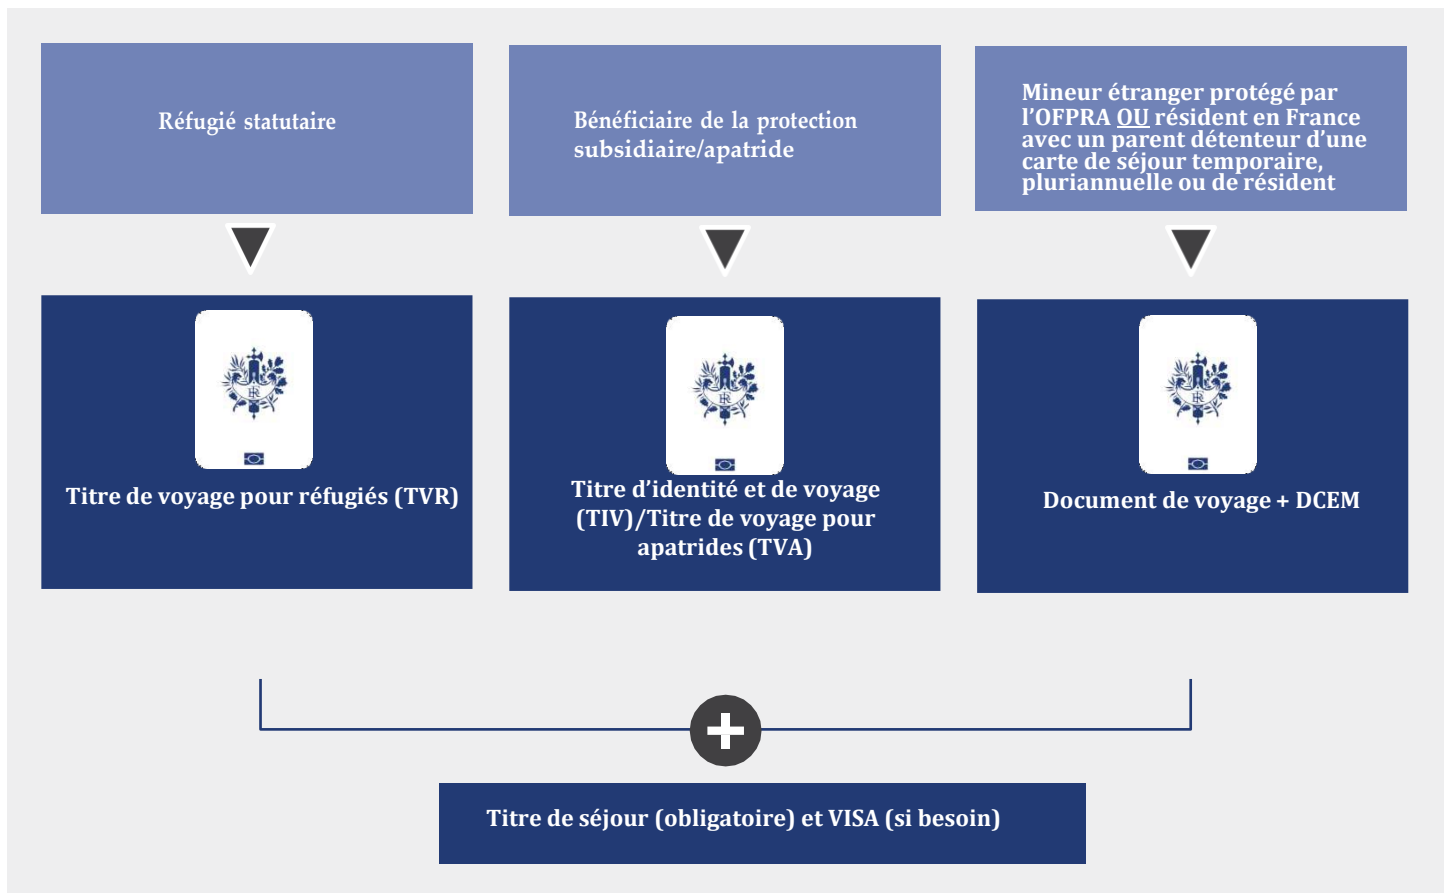 Réfugié statutaire
Bénéficiaire de la protection
subsidiaire/apatride
Mineur étranger protégé par
l’OFPRA OU résident en France
avec un parent détenteur d’une
carte de séjour temporaire,
pluriannuelle ou de résident
Titre de voyage pour réfugiés (TVR)
Titre d’identité et de voyage
(TIV)/Titre de voyage pour
apatrides (TVA)
Document de voyage + DCEM
Titre de séjour (obligatoire) et VISA (si besoin)